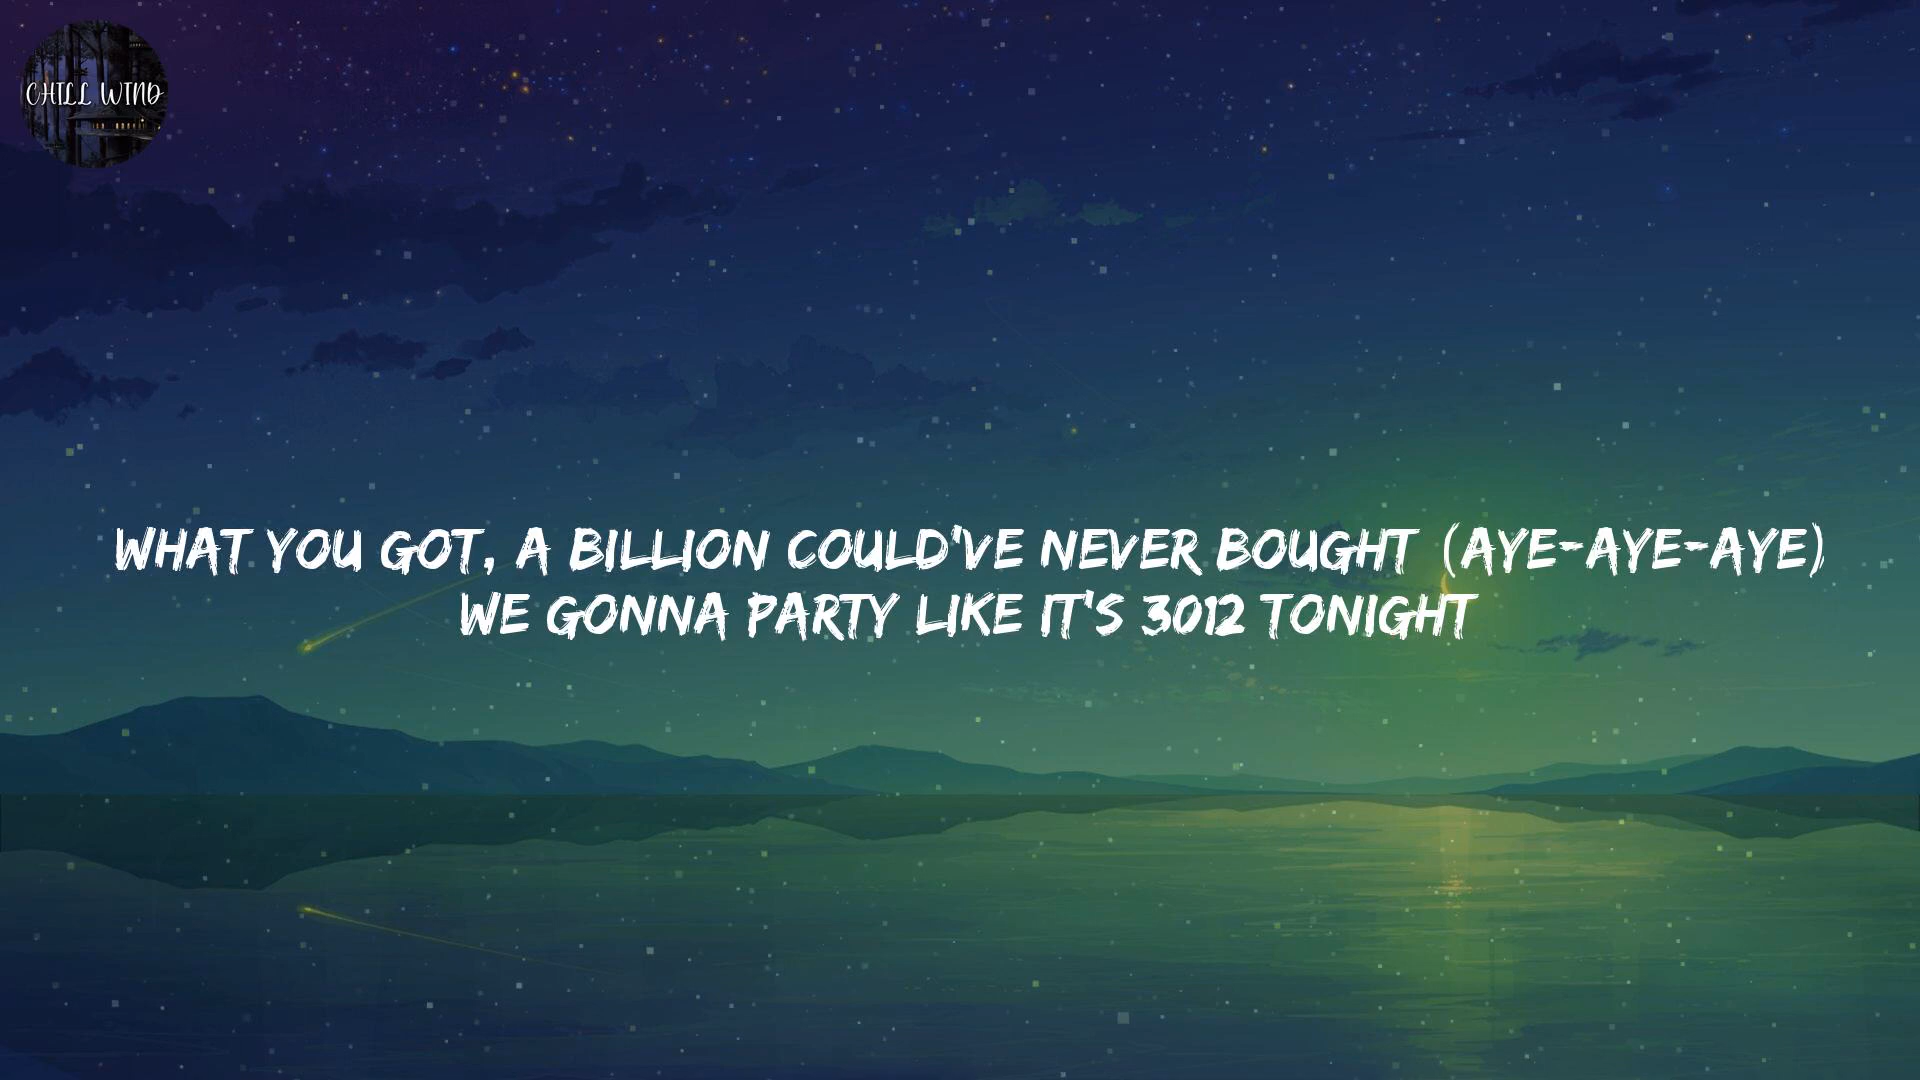 CHILL WIND
WHAT YOU GOT, A BILLION COULD'VE NEVER BOUGHT (AYE-AYE-AYE)
WE GONNA PARTY LIKE IT'S 3012 TONIGHT